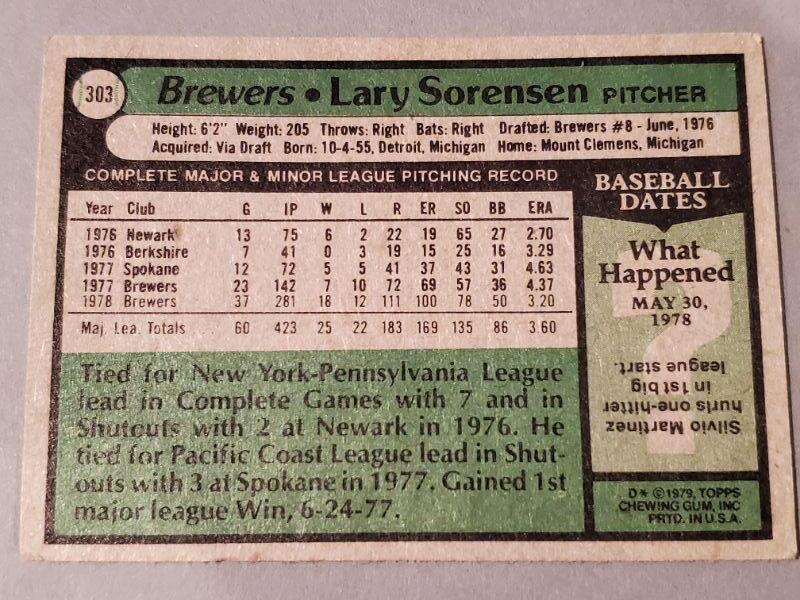 303 Brewers • Lary Sorensen PITCHER
Height: 6'2" Weight: 205 Throws: Right Bats: Right Drafted: Brewers #8 - June, 1976
Acquired: Via Draft Born: 10-4-55, Detroit, Michigan Home: Mount Clemens, Michigan
COMPLETE MAJOR & MINOR LEAGUE PITCHING RECORD
Year Club G IP W L R ER SO BB ERA
1976 Newark 13 75 6 2 22 19 65 27 2.70
1976 Berkshire 7 41 0 3 19 15 25 16 3.29
1977 Spokane 12 72 5 5 41 37 43 31 4.63
1977 Brewers 23 142 7 10 72 69 57 36 4.37
1978 Brewers 37 281 18 12 111 100 78 50 3.20
Maj. Lea. Totals 60 423 25 22 183 169 135 86 3.60
Tied for New York-Pennsylvania League
lead in Complete Games with 7 and in
Shutouts with 2 at Newark in 1976. He
tied for Pacific Coast League lead in Shut-
outs with 3 at Spokane in 1977. Gained 1st
major league Win, 6-24-77.
BASEBALL
DATES
What
Happened
MAY 30,
1978
?
Silvio Martinez
hurls one-hitter
in 1st big
league start.
D* ©1979, TOPPS
CHEWING GUM, INC
PRTD. IN U.S.A.